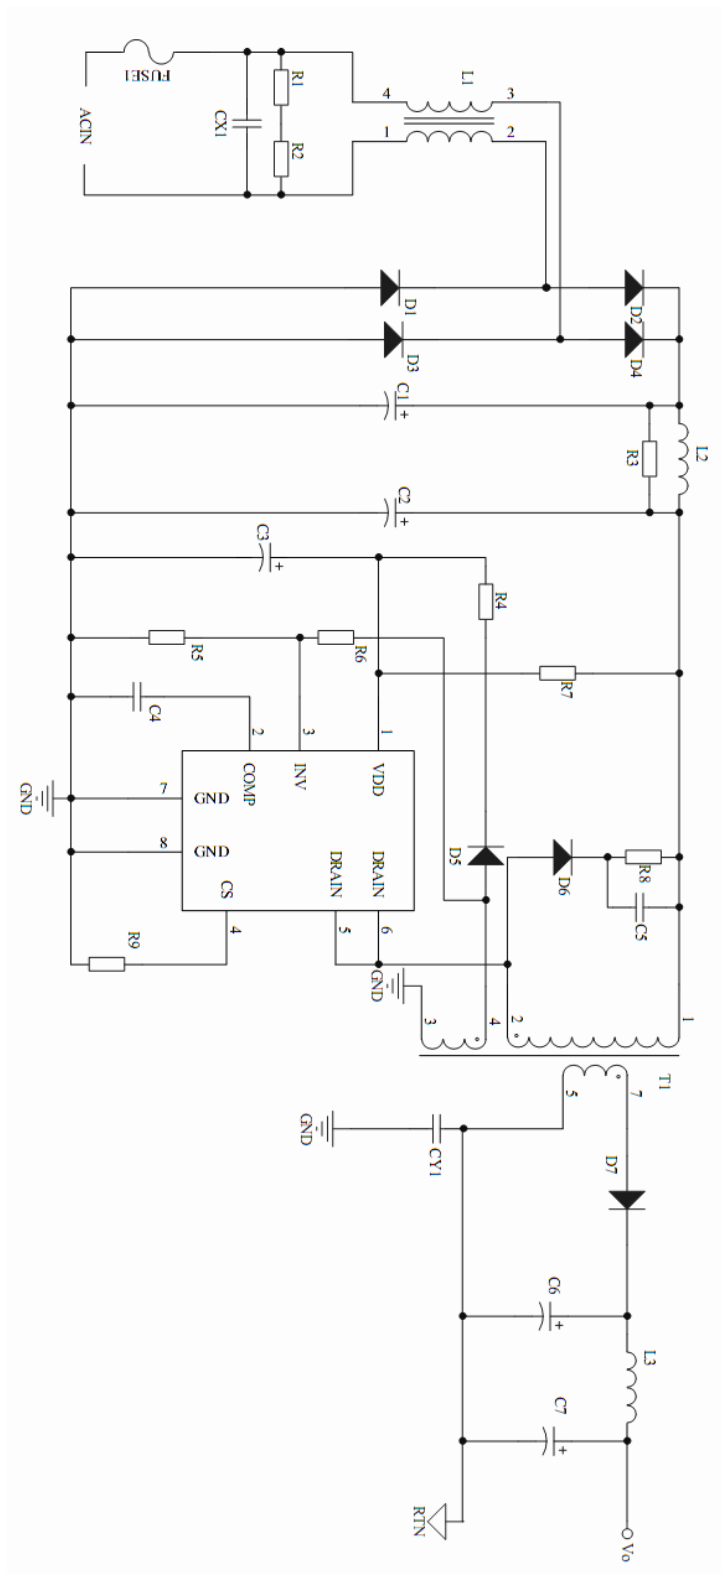 FUSE1
ACIN
CX1
R1
R2
L1
4
3
1
2
D1
D2
D3
D4
C1
+
L2
R3
C2
+
C3
+
R4
R5
R6
R7
C4
2
3
1
COMP
INV
VDD
GND
7
GND
8
GND
CS
DRAIN
DRAIN
4
5
6
R9
D5
D6
R8
C5
GND
3
4
2
1
T1
5
7
GND
CY1
D7
C6
+
L3
C7
+
RTN
Vo